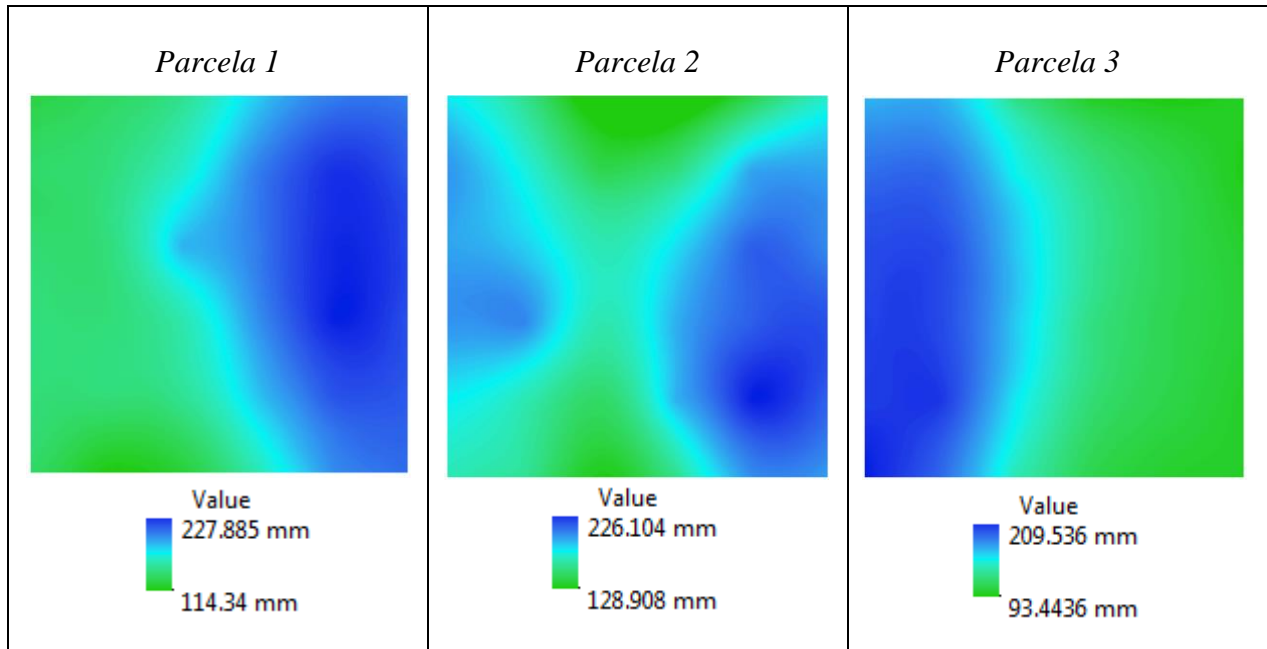 Parcela 1
Value
227.885 mm
114.34 mm
Parcela 2
Value
226.104 mm
128.908 mm
Parcela 3
Value
209.536 mm
93.4436 mm